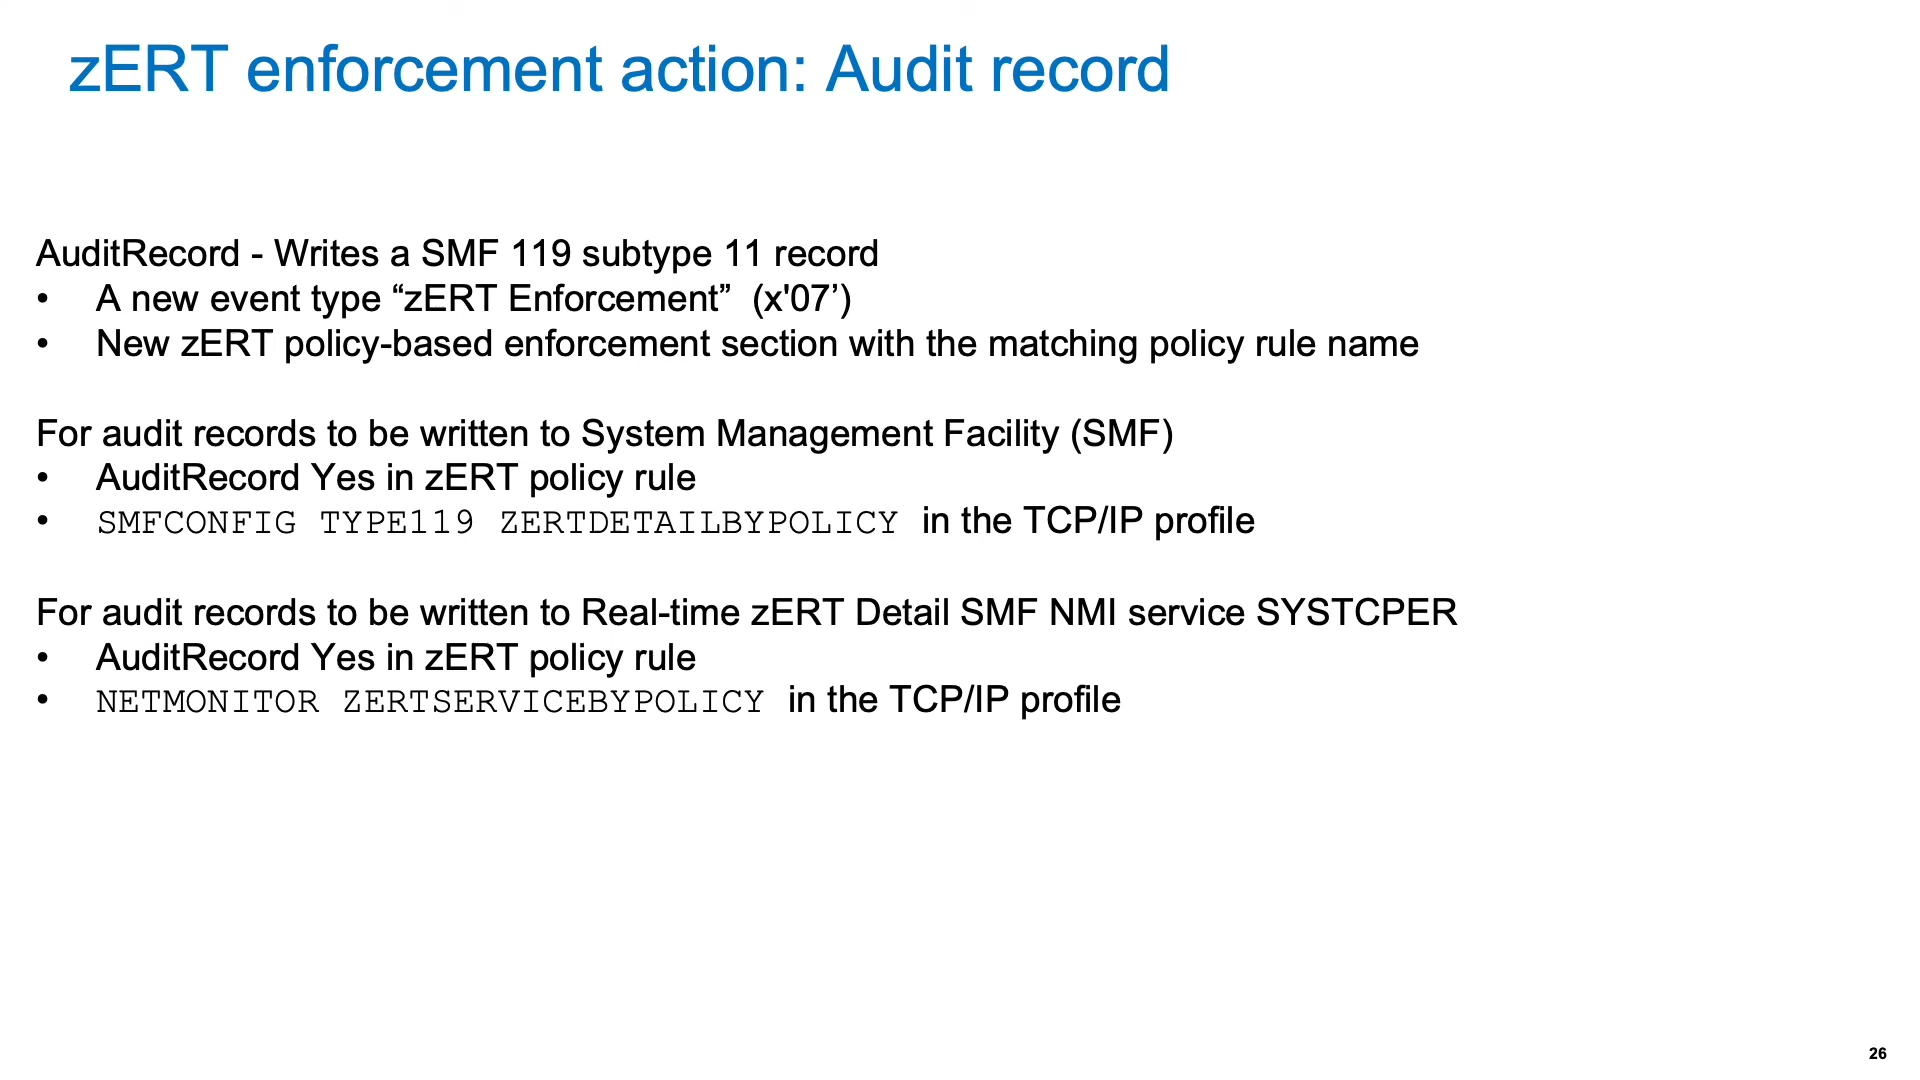 zERT enforcement action: Audit record
AuditRecord - Writes a SMF 119 subtype 11 record
• A new event type “zERT Enforcement”  (x'07’)
• New zERT policy-based enforcement section with the matching policy rule name
For audit records to be written to System Management Facility (SMF)
• AuditRecord Yes in zERT policy rule
• SMFCONFIG TYPE119 ZERTDETAILBYPOLICY in the TCP/IP profile
For audit records to be written to Real-time zERT Detail SMF NMI service SYSTCPER
• AuditRecord Yes in zERT policy rule
• NETMONITOR ZERTSERVICEBYPOLICY in the TCP/IP profile
26